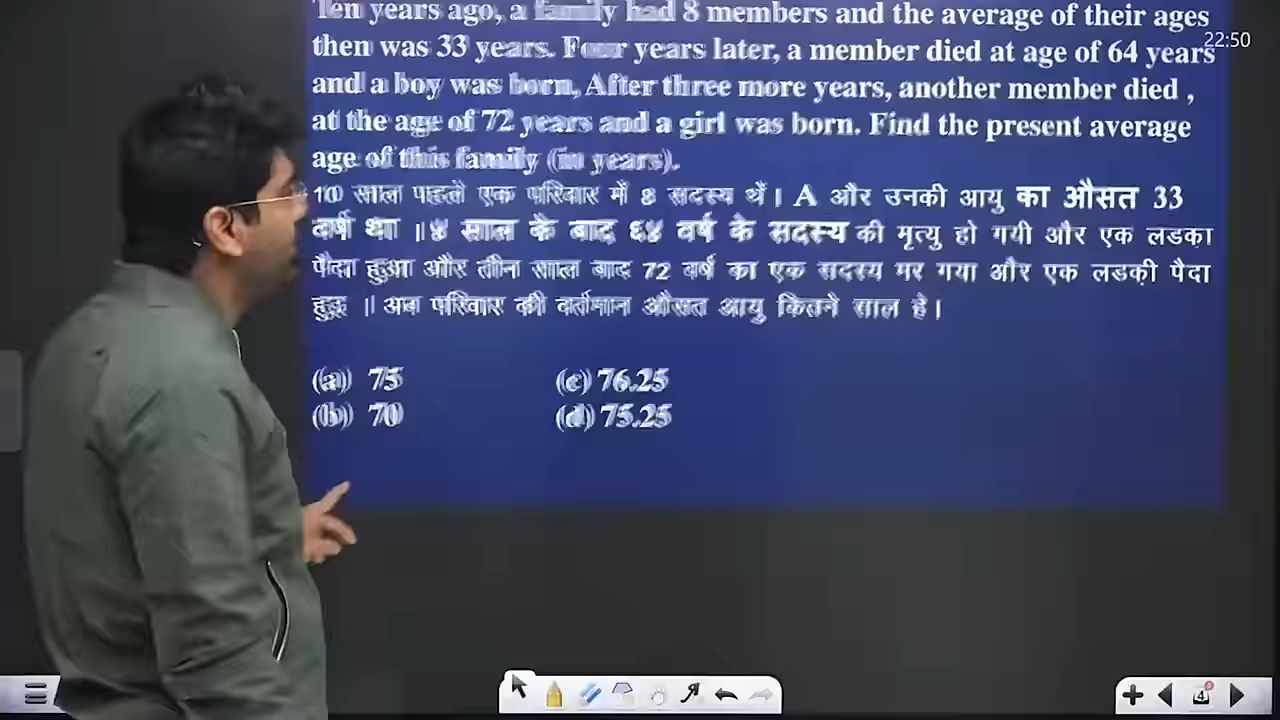 Ten years ago, a family had 8 members and the average of their ages
22:50
then was 33 years. Four years later, a member died at age of 64 years
and a boy was born, After three more years, another member died ,
at the age of 72 years and a girl was born. Find the present average
age of this family (in years).
10 साल पहले एक परिवार में 8 सदस्य थें। A और उनकी आयु का औसत 33
वर्ष था ॥४ साल के बाद ६४ वर्ष के सदस्य की मृत्यु हो गयी और एक लडका़
पैदा हुआ और तीन साल बाद 72 वर्ष का एक सदस्य मर गया और एक लडकी़ पैदा
॥ अब परिवार की वर्तमान औसत आयु कितने साल हे।
(a) 75
(c) 76.25
(b) 70
(d) 75.25
4